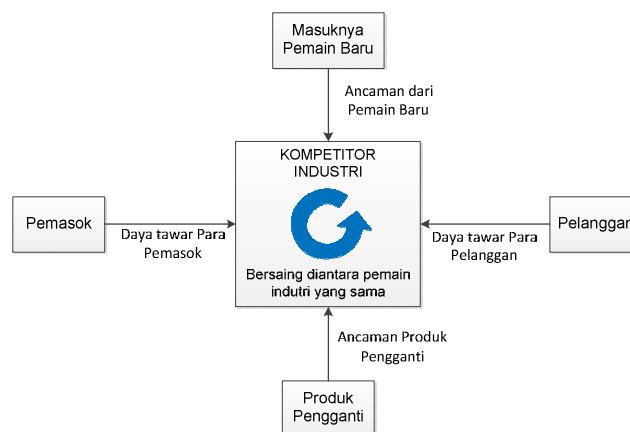 Masuknya
Pemain Baru
Ancaman dari
Pemain Baru
KOMPETITOR
INDUSTRI
Bersaing diantara pemain
indutri yang sama
Pemasok
Daya tawar Para
Pemasok
Pelanggan
Daya tawar Para
Pelanggan
Ancaman Produk
Pengganti
Produk
Pengganti